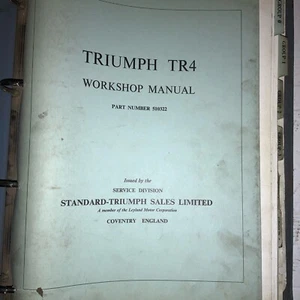 TRIUMPH TR4
WORKSHOP MANUAL
PART NUMBER 510322
Issued by the
SERVICE DIVISION
STANDARD-TRIUMPH SALES LIMITED
A member of the Leyland Motor Corporation
COVENTRY ENGLAND